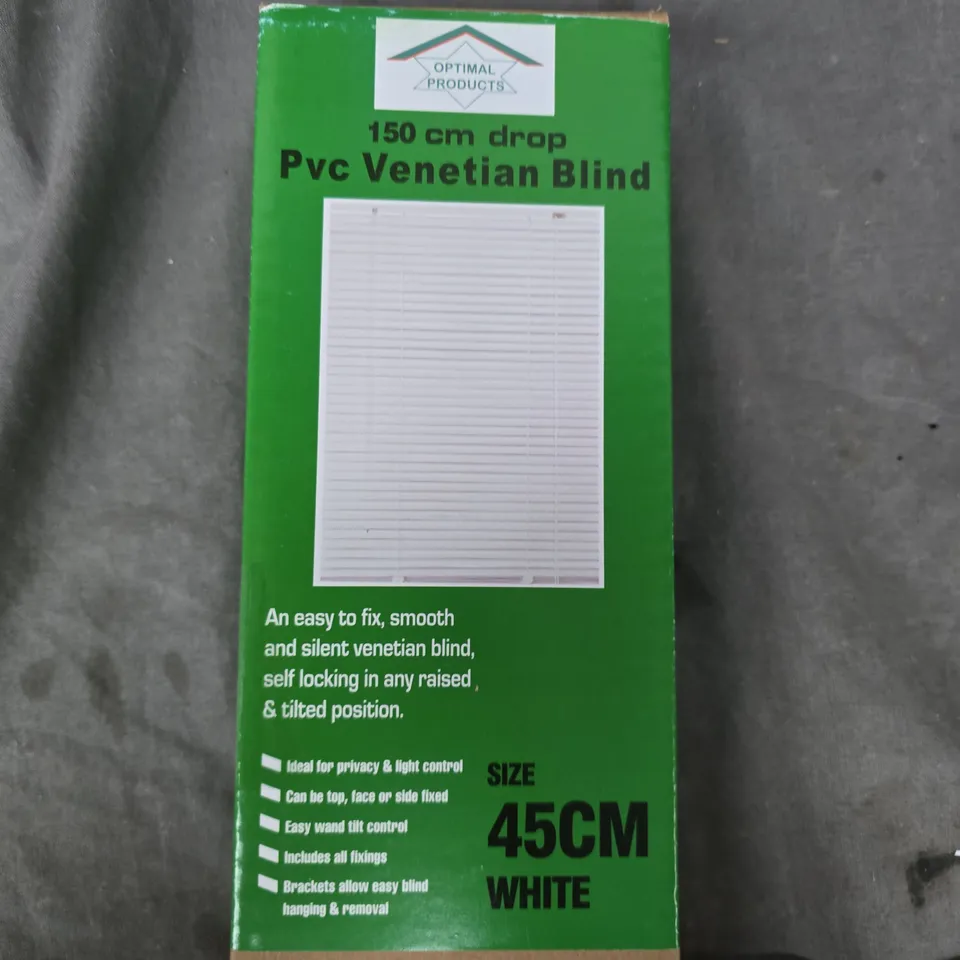 OPTIMAL
PRODUCTS
150 cm drop
Pvc Venetian Blind
An easy to fix, smooth
and silent venetian blind,
self locking in any raised
& tilted position.
Ideal for privacy & light control
Can be top, face or side fixed
Easy wand tilt control
Includes all fixings
Brackets allow easy blind
hanging & removal
SIZE
45CM
WHITE